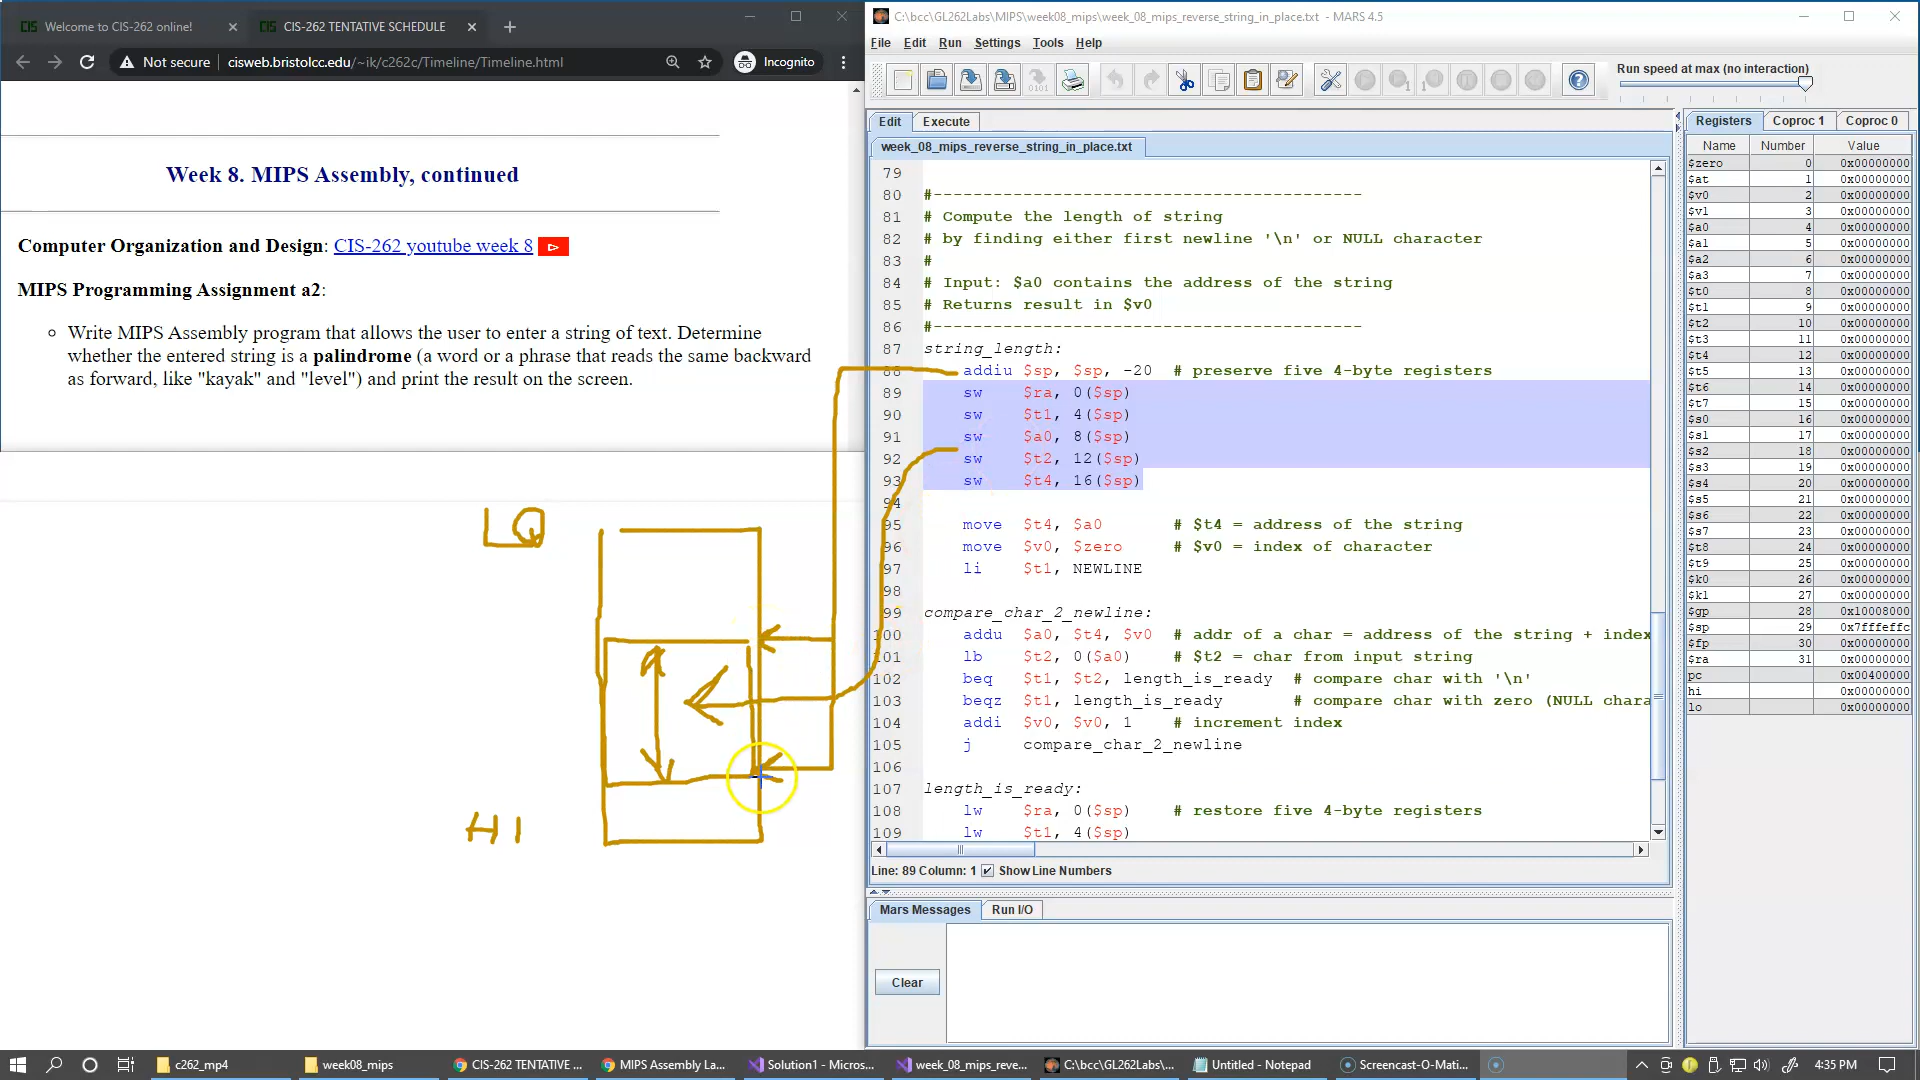 Welcome to CIS-262 online!
CIS-262 TENTATIVE SCHEDULE
Not secure
cisweb.bristolcc.edu/~ik/c262c/Timeline/Timeline.html
Incognito
Week 8. MIPS Assembly, continued
Computer Organization and Design: CIS-262 youtube week 8
MIPS Programming Assignment a2:
Write MIPS Assembly program that allows the user to enter a string of text. Determine
whether the entered string is a palindrome (a word or a phrase that reads the same backward
as forward, like "kayak" and "level") and print the result on the screen.
HI
C:\bcc\GL262Labs\MIPS\week08_mips\week_08_mips_reverse_string_in_place.txt - MARS 4.5
File Edit Run Settings Tools Help
Run speed at max (no interaction)
Edit Execute
week_08_mips_reverse_string_in_place.txt
79
80 #-------------------------------------------
81 # Compute the length of string
82 # by finding either first newline '\n' or NULL character
83 #
84 # Input: $a0 contains the address of the string
85 # Returns result in $v0
86 #-------------------------------------------
87 string_length:
88 addiu $sp, $sp, -20 # preserve five 4-byte registers
89 sw $ra, 0($sp)
90 sw $t1, 4($sp)
91 sw $a0, 8($sp)
92 sw $t2, 12($sp)
93 sw $t4, 16($sp)
94
95 move $t4, $a0 # $t4 = address of the string
96 move $v0, $zero # $v0 = index of character
97 li $t1, NEWLINE
98
99 compare_char_2_newline:
100 addu $a0, $t4, $v0 # addr of a char = address of the string + index
101 lb $t2, 0($a0) # $t2 = char from input string
102 beq $t1, $t2, length_is_ready # compare char with '\n'
103 beqz $t1, length_is_ready # compare char with zero (NULL chara
104 addi $v0, $v0, 1 # increment index
105 j compare_char_2_newline
106
107 length_is_ready:
108 lw $ra, 0($sp) # restore five 4-byte registers
109 lw $t1, 4($sp)
Line: 89 Column: 1 Show Line Numbers
Mars Messages Run I/O
Clear
Registers Coproc 1 Coproc 0
Name Number Value
$zero 0 0x00000000
$at 1 0x00000000
$v0 2 0x00000000
$v1 3 0x00000000
$a0 4 0x00000000
$a1 5 0x00000000
$a2 6 0x00000000
$a3 7 0x00000000
$t0 8 0x00000000
$t1 9 0x00000000
$t2 10 0x00000000
$t3 11 0x00000000
$t4 12 0x00000000
$t5 13 0x00000000
$t6 14 0x00000000
$t7 15 0x00000000
$s0 16 0x00000000
$s1 17 0x00000000
$s2 18 0x00000000
$s3 19 0x00000000
$s4 20 0x00000000
$s5 21 0x00000000
$s6 22 0x00000000
$s7 23 0x00000000
$t8 24 0x00000000
$t9 25 0x00000000
$k0 26 0x00000000
$k1 27 0x00000000
$gp 28 0x10008000
$sp 29 0x7fffeffc
$fp 30 0x00000000
$ra 31 0x00000000
pc 0x00400000
hi 0x00000000
lo 0x00000000
c262_mp4
week08_mips
CIS-262 TENTATIVE ...
MIPS Assembly La...
Solution1 - Micros...
week_08_mips_reve...
C:\bcc\GL262Labs\...
Untitled - Notepad
Screencast-O-Mati...
4:35 PM